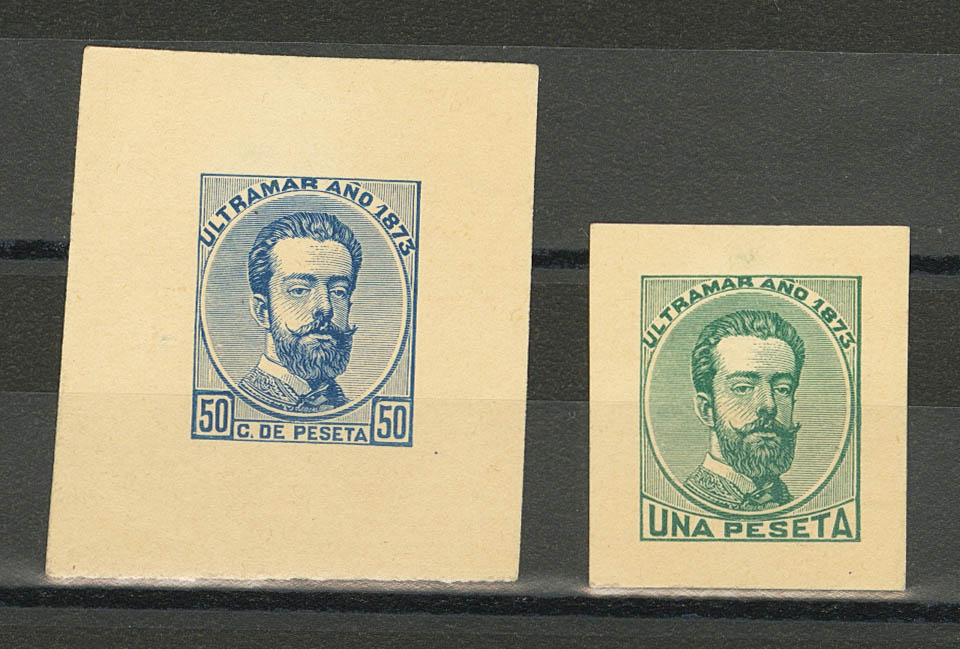 ULTRAMAR AÑO 1873
50 C. DE PESETA 50
ULTRAMAR AÑO 1873
UNA PESETA